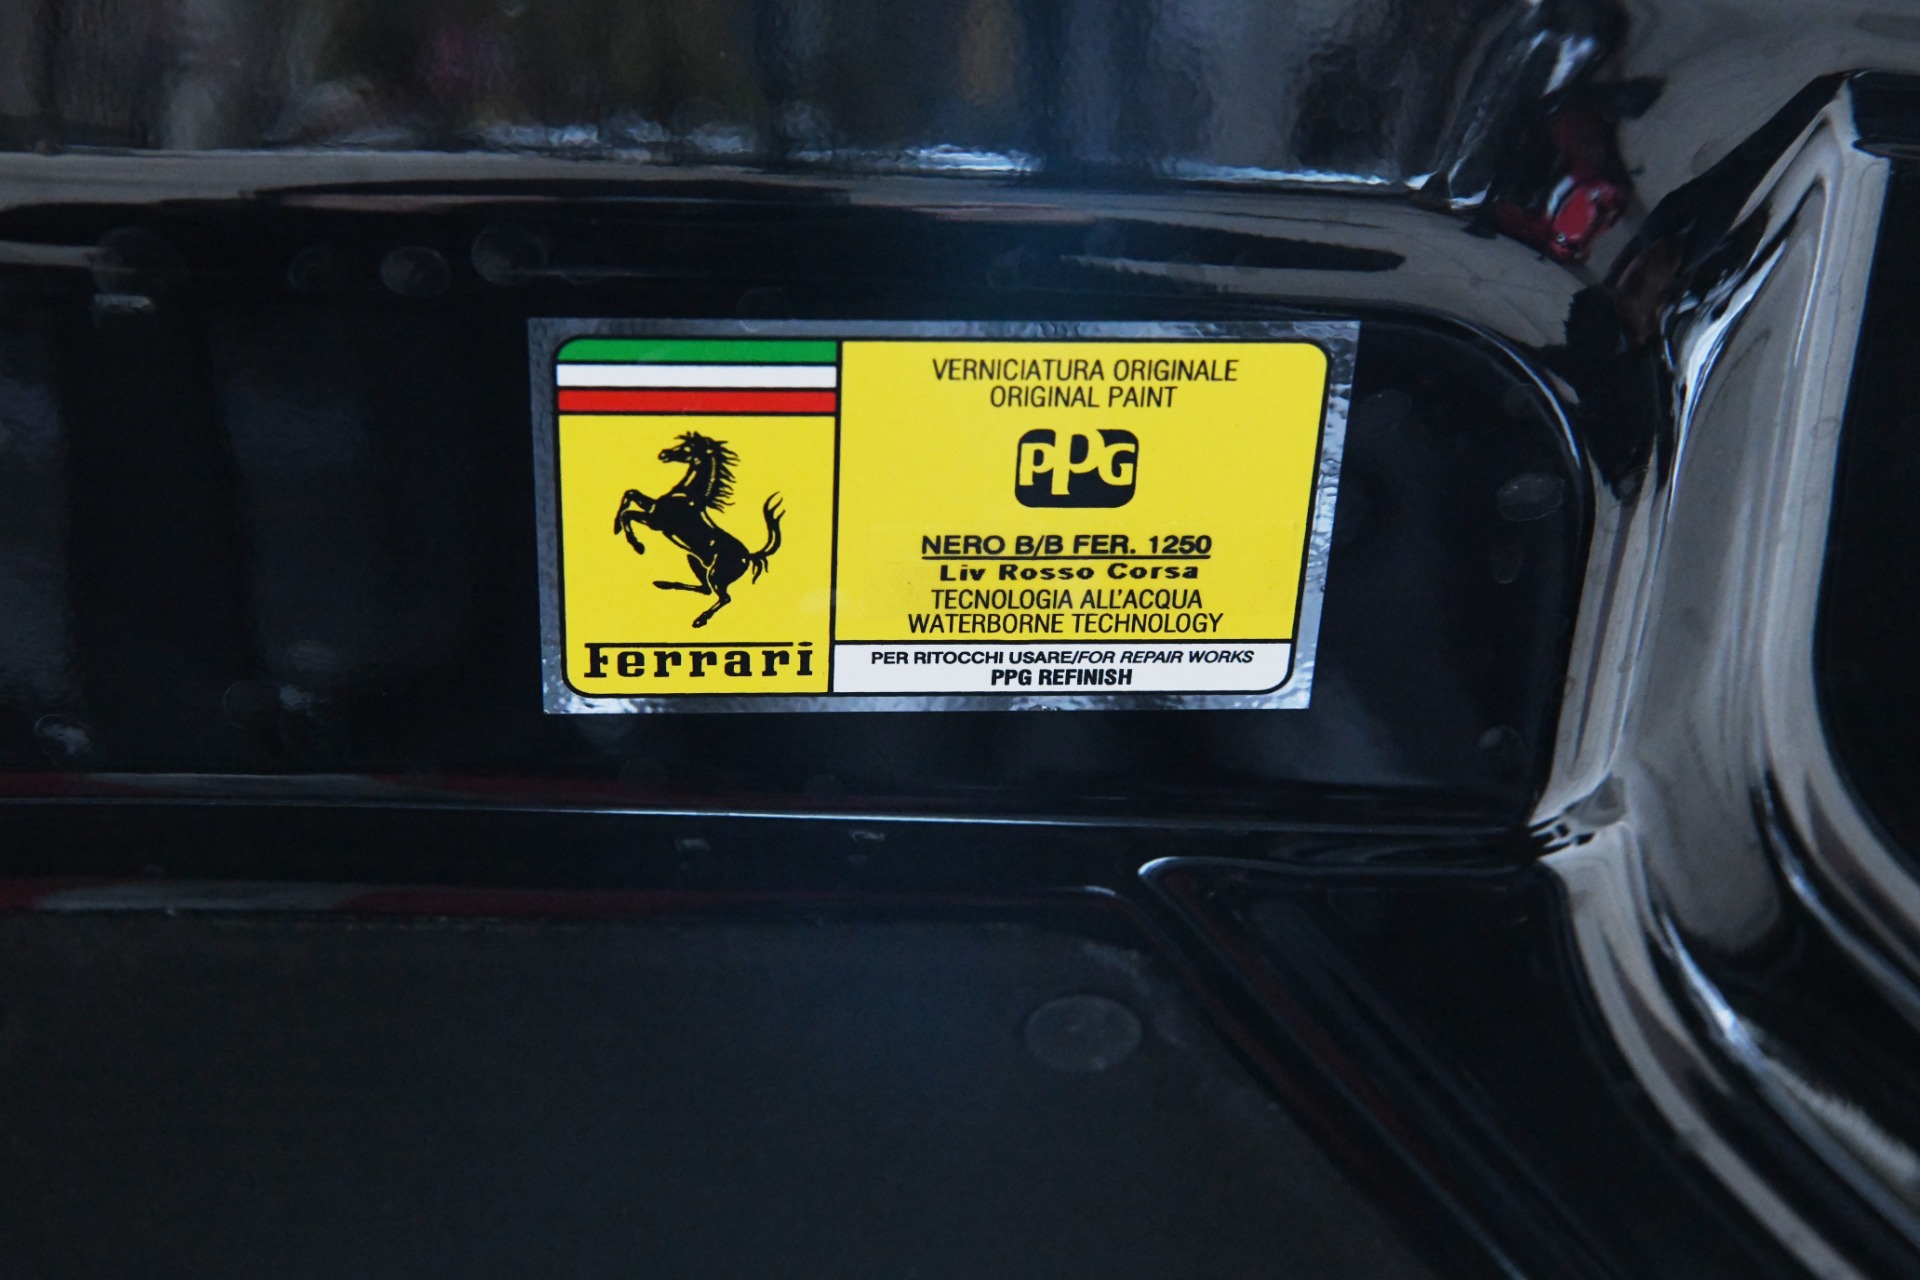 Ferrari
VERNICIATURA ORIGINALE
ORIGINAL PAINT
PPG
NERO B/B FER. 1250
Liv Rosso Corsa
TECNOLOGIA ALL'ACQUA
WATERBORNE TECHNOLOGY
PER RITOCCHI USARE/FOR REPAIR WORKS
PPG REFINISH